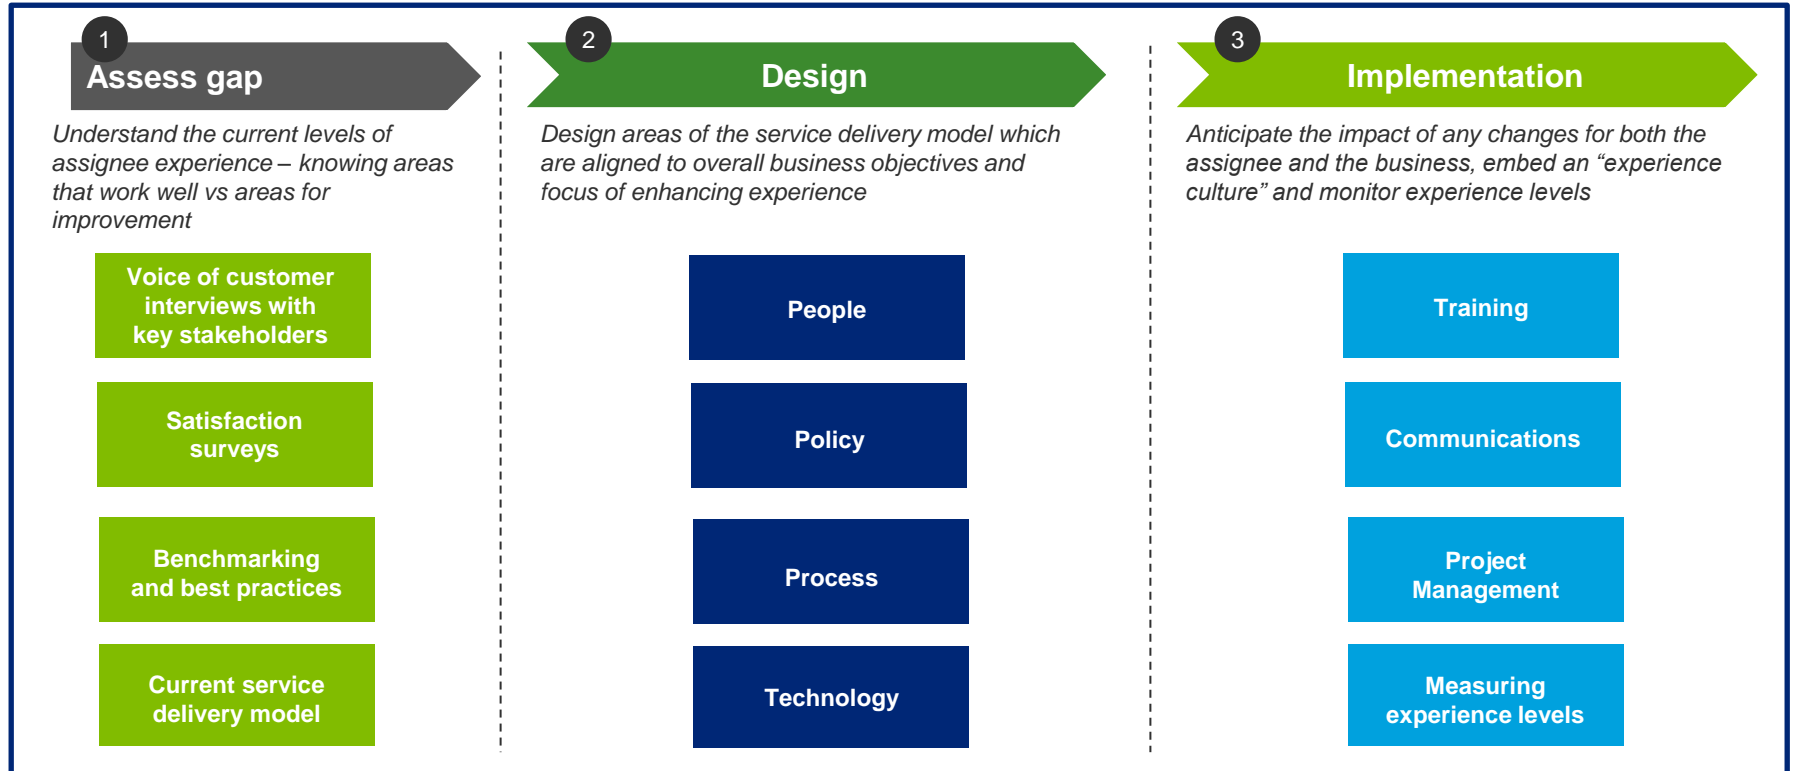 1
Assess gap
Understand the current levels of
assignee experience – knowing areas
that work well vs areas for
improvement
Voice of customer
interviews with
key stakeholders
Satisfaction
surveys
Benchmarking
and best practices
Current service
delivery model
2
Design
Design areas of the service delivery model which
are aligned to overall business objectives and
focus of enhancing experience
People
Policy
Process
Technology
3
Implementation
Anticipate the impact of any changes for both the
assignee and the business, embed an “experience
culture” and monitor experience levels
Training
Communications
Project
Management
Measuring
experience levels